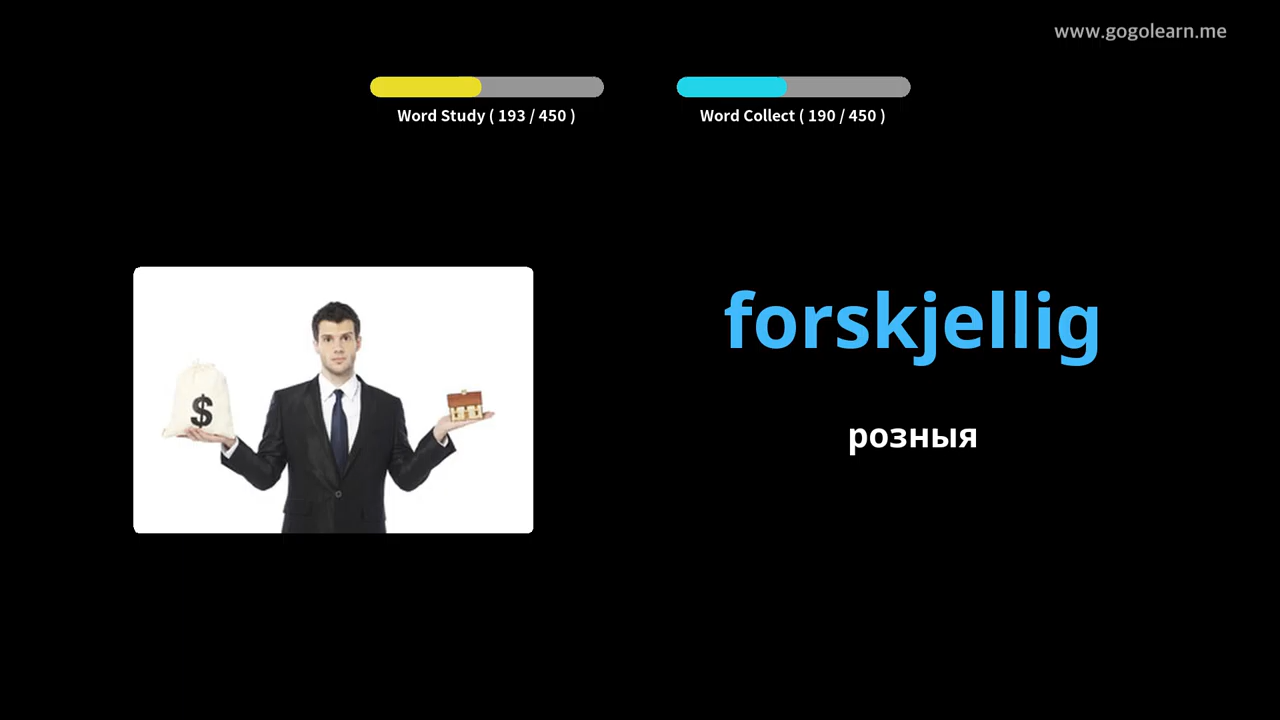 www.gogolearn.me
Word Study ( 193 / 450 )
Word Collect ( 190 / 450 )
$
forskjellig
розныя